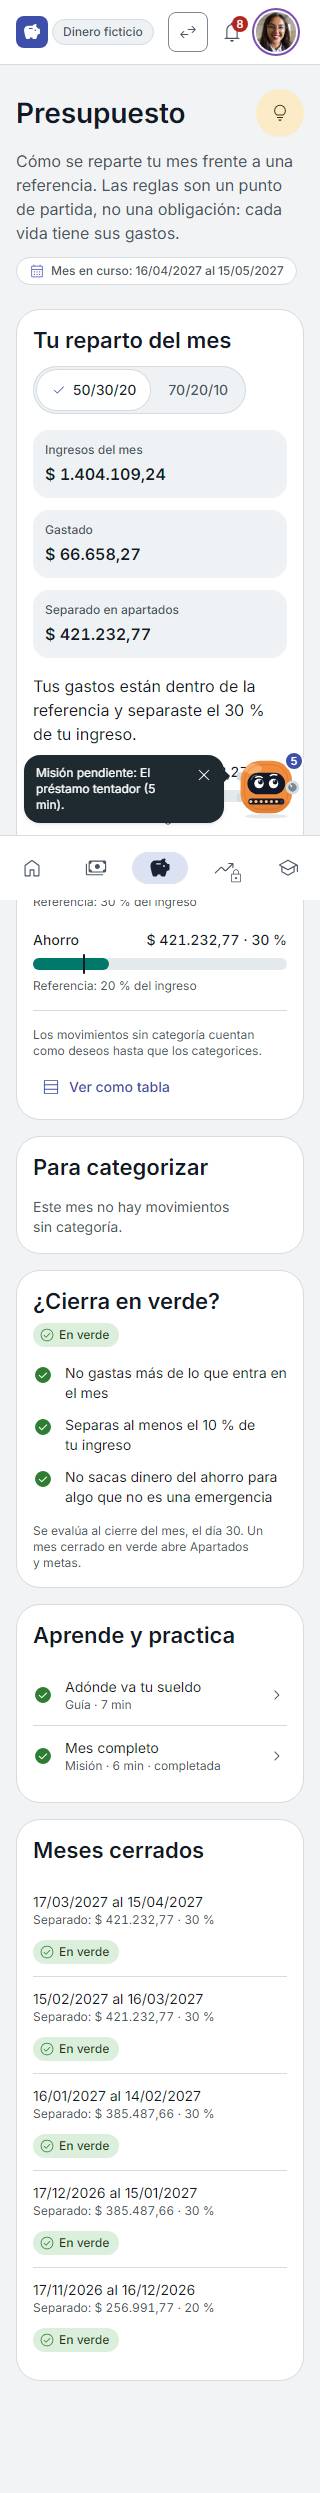 Dinero ficticio
8
Presupuesto
Cómo se reparte tu mes frente a una
referencia. Las reglas son un punto
de partida, no una obligación: cada
vida tiene sus gastos.
Mes en curso: 16/04/2027 al 15/05/2027
Tu reparto del mes
50/30/20
70/20/10
Ingresos del mes
$ 1.404.109,24
Gastado
$ 66.658,27
Separado en apartados
$ 421.232,77
Tus gastos están dentro de la
referencia y separaste el 30 %
de tu ingreso.
Misión pendiente: El
préstamo tentador (5
min).
5
Referencia: 30 % del ingreso
Ahorro
$ 421.232,77 · 30 %
Referencia: 20 % del ingreso
Los movimientos sin categoría cuentan
como deseos hasta que los categorices.
Ver como tabla
Para categorizar
Este mes no hay movimientos
sin categoría.
¿Cierra en verde?
En verde
No gastas más de lo que entra en
el mes
Separas al menos el 10 % de
tu ingreso
No sacas dinero del ahorro para
algo que no es una emergencia
Se evalúa al cierre del mes, el día 30. Un
mes cerrado en verde abre Apartados
y metas.
Aprende y practica
Adónde va tu sueldo
Guía · 7 min
Mes completo
Misión · 6 min · completada
Meses cerrados
17/03/2027 al 15/04/2027
Separado: $ 421.232,77 · 30 %
En verde
15/02/2027 al 16/03/2027
Separado: $ 421.232,77 · 30 %
En verde
16/01/2027 al 14/02/2027
Separado: $ 385.487,66 · 30 %
En verde
17/12/2026 al 15/01/2027
Separado: $ 385.487,66 · 30 %
En verde
17/11/2026 al 16/12/2026
Separado: $ 256.991,77 · 20 %
En verde